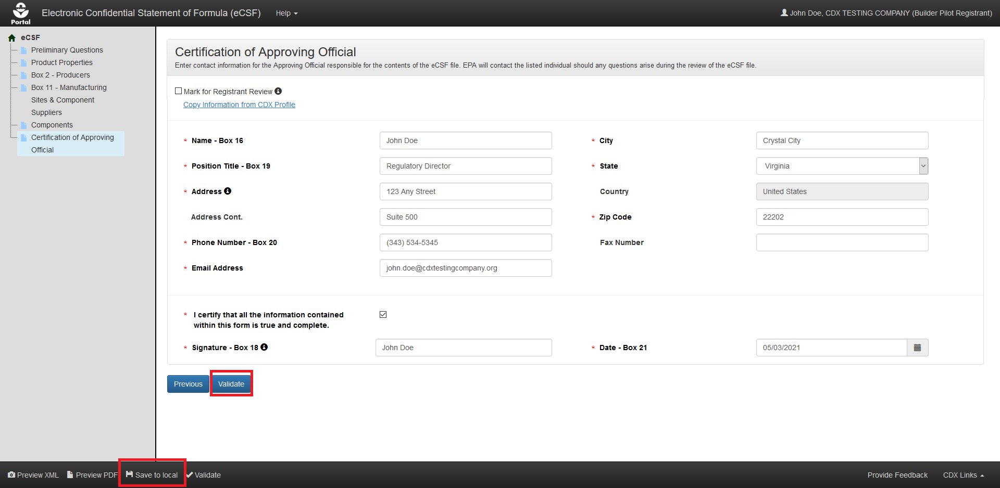 Portal
Electronic Confidential Statement of Formula (eCSF)
Help
John Doe, CDX TESTING COMPANY (Builder Pilot Registrant)
eCSF
Preliminary Questions
Product Properties
Box 2 - Producers
Box 11 - Manufacturing
Sites & Component
Suppliers
Components
Certification of Approving
Official
Certification of Approving Official
Enter contact information for the Approving Official responsible for the contents of the eCSF file. EPA will contact the listed individual should any questions arise during the review of the eCSF file.
Mark for Registrant Review
Copy Information from CDX Profile
* Name - Box 16 John Doe * City Crystal City
* Position Title - Box 19 Regulatory Director * State Virginia
* Address 123 Any Street Country United States
Address Cont. Suite 500 * Zip Code 22202
* Phone Number - Box 20 (343) 534-5345 Fax Number
* Email Address john.doe@cdxtestingcompany.org
* I certify that all the information contained
within this form is true and complete.
* Signature - Box 18 John Doe * Date - Box 21 05/03/2021
Previous Validate
Preview XML Preview PDF Save to local Validate Provide Feedback CDX Links